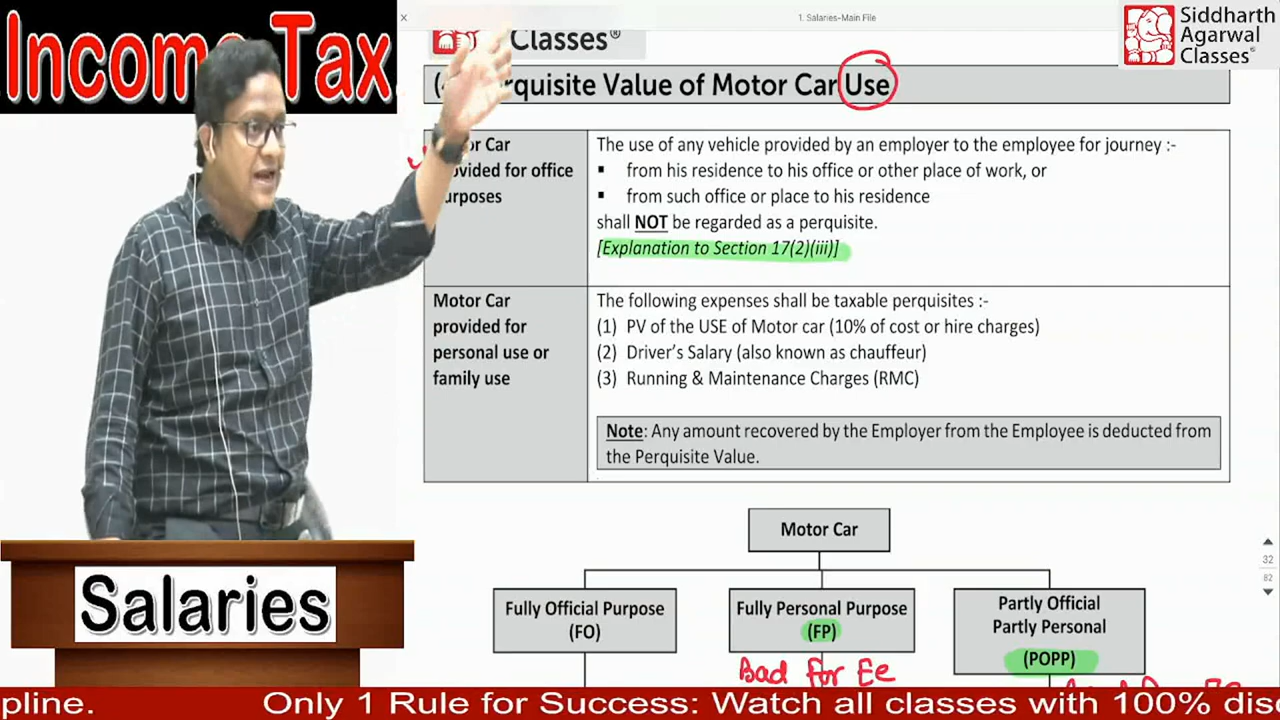 Income Tax
1. Salaries-Main File
Classes®
Siddharth
Agarwal
Classes®
Perquisite Value of Motor Car Use
Motor Car
provided for office
purposes
The use of any vehicle provided by an employer to the employee for journey :-
▪ from his residence to his office or other place of work, or
▪ from such office or place to his residence
shall NOT be regarded as a perquisite.
[Explanation to Section 17(2)(iii)]
Motor Car
provided for
personal use or
family use
The following expenses shall be taxable perquisites :-
(1) PV of the USE of Motor car (10% of cost or hire charges)
(2) Driver's Salary (also known as chauffeur)
(3) Running & Maintenance Charges (RMC)
Note: Any amount recovered by the Employer from the Employee is deducted from
the Perquisite Value.
Motor Car
32
82
Fully Official Purpose
(FO)
Fully Personal Purpose
(FP)
Partly Official
Partly Personal
(POPP)
Bad for Ee
Salaries
pline. Only 1 Rule for Success: Watch all classes with 100% disc